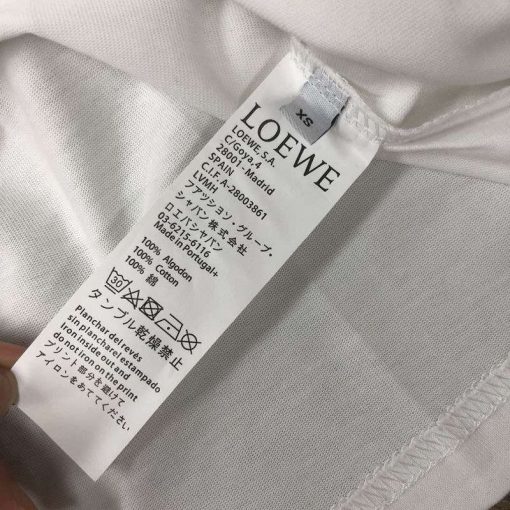 XS
LOEWE
LOEWE, S.A.
C/Goya, 4
28001 - Madrid
SPAIN
C.I.F. A-28003861
LVMH
ファッション・グループ・
ジャパン株式会社
ロエベジャパン
03-6215-6116
Made in Portugal+
100% Algodon
100% Cotton
100% 綿
30
タンブル乾燥禁止
Planchar del revés
sin plancharel estampado
Iron inside out and
do not iron on the print
プリント部分を避けて
アイロンをあててください